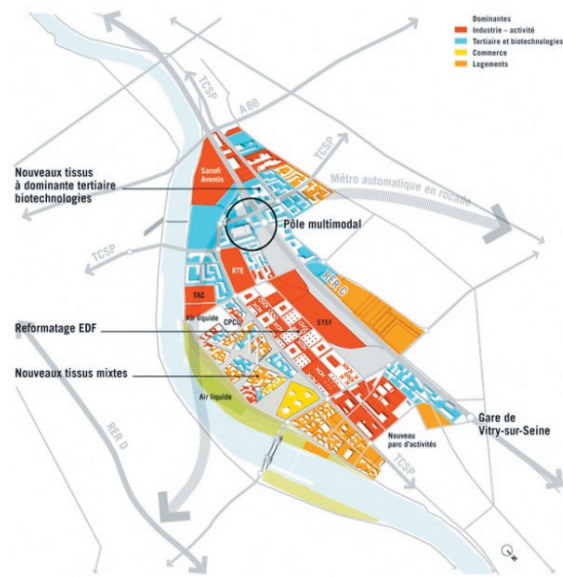 Dominantes
Industrie – activité
Tertiaire et biotechnologies
Commerce
Logements
TCSP
A86
TCSP
Sanofi
Aventis
Nouveaux tissus
à dominante tertiaire
biotechnologies
Métro automatique en rocade
Pôle multimodal
TCSP
RTE
RER C
TAC
Air liquide
CPCU
STEF
Reformatage EDF
Nouveaux tissus mixtes
Air liquide
Gare de
Vitry-sur-Seine
Nouveau
parc d'activités
RER D
TCSP
N